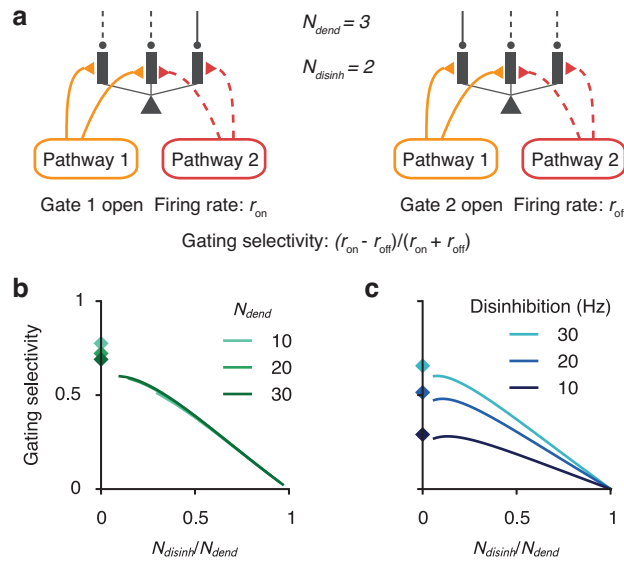 a
N_dend = 3
N_disinh = 2
Pathway 1 Pathway 2 Pathway 1 Pathway 2
Gate 1 open Firing rate: r_on Gate 2 open Firing rate: r_of
Gating selectivity: (r_on - r_off)/(r_on + r_off)
b c
1
0.5
0
Gating selectivity
N_dend
10
20
30
0 0.5 1
N_disinh/N_dend
Disinhibition (Hz)
30
20
10
0 0.5 1
N_disinh/N_dend